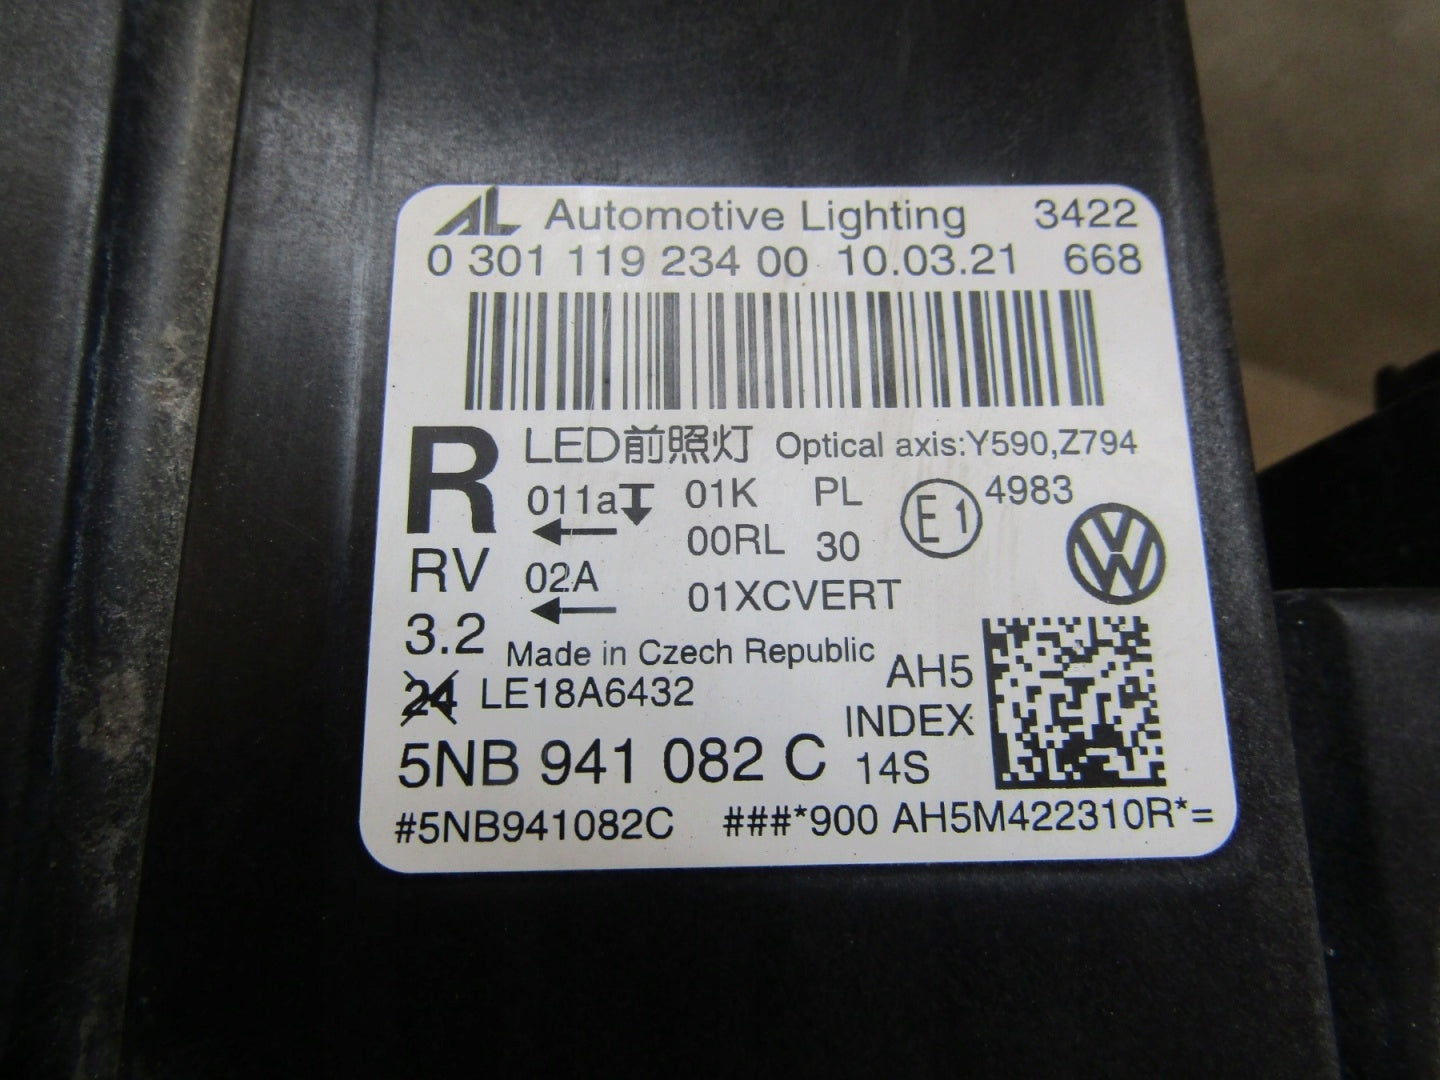 AL Automotive Lighting 3422
0 301 119 234 00 10.03.21 668
R LED前照灯 Optical axis:Y590,Z794
011a 01K PL E1 4983
00RL 30
RV 02A 01XCVERT
VW
3.2 Made in Czech Republic AH5
24 LE18A6432 INDEX
5NB 941 082 C 14S
#5NB941082C ###*900 AH5M422310R*=